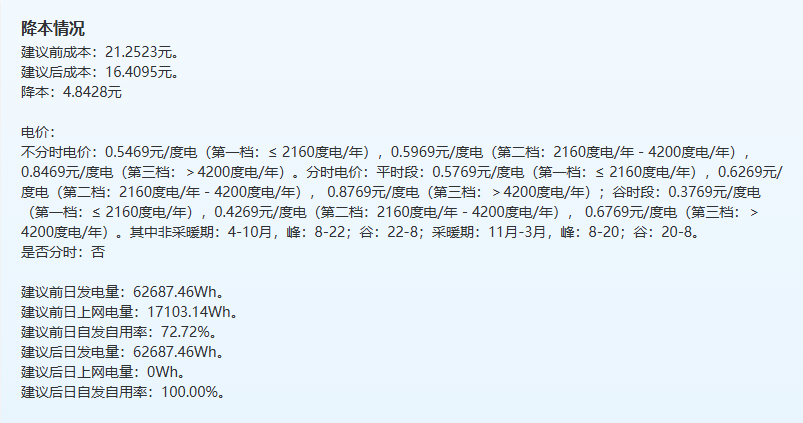 降本情况
建议前成本：21.2523元。
建议后成本：16.4095元。
降本：4.8428元
电价：
不分时电价：0.5469元/度电（第一档：≤ 2160度电/年），0.5969元/度电（第二档：2160度电/年 - 4200度电/年），
0.8469元/度电（第三档：＞4200度电/年）。分时电价：平时段：0.5769元/度电（第一档：≤ 2160度电/年），0.6269元/
度电（第二档：2160度电/年 - 4200度电/年）， 0.8769元/度电（第三档：＞4200度电/年）；谷时段：0.3769元/度电
（第一档：≤ 2160度电/年），0.4269元/度电（第二档：2160度电/年 - 4200度电/年）， 0.6769元/度电（第三档：＞
4200度电/年）。其中非采暖期：4-10月，峰：8-22；谷：22-8；采暖期：11月-3月，峰：8-20；谷：20-8。
是否分时：否
建议前日发电量：62687.46Wh。
建议前日上网电量：17103.14Wh。
建议前日自发自用率：72.72%。
建议后日发电量：62687.46Wh。
建议后日上网电量：0Wh。
建议后日自发自用率：100.00%。